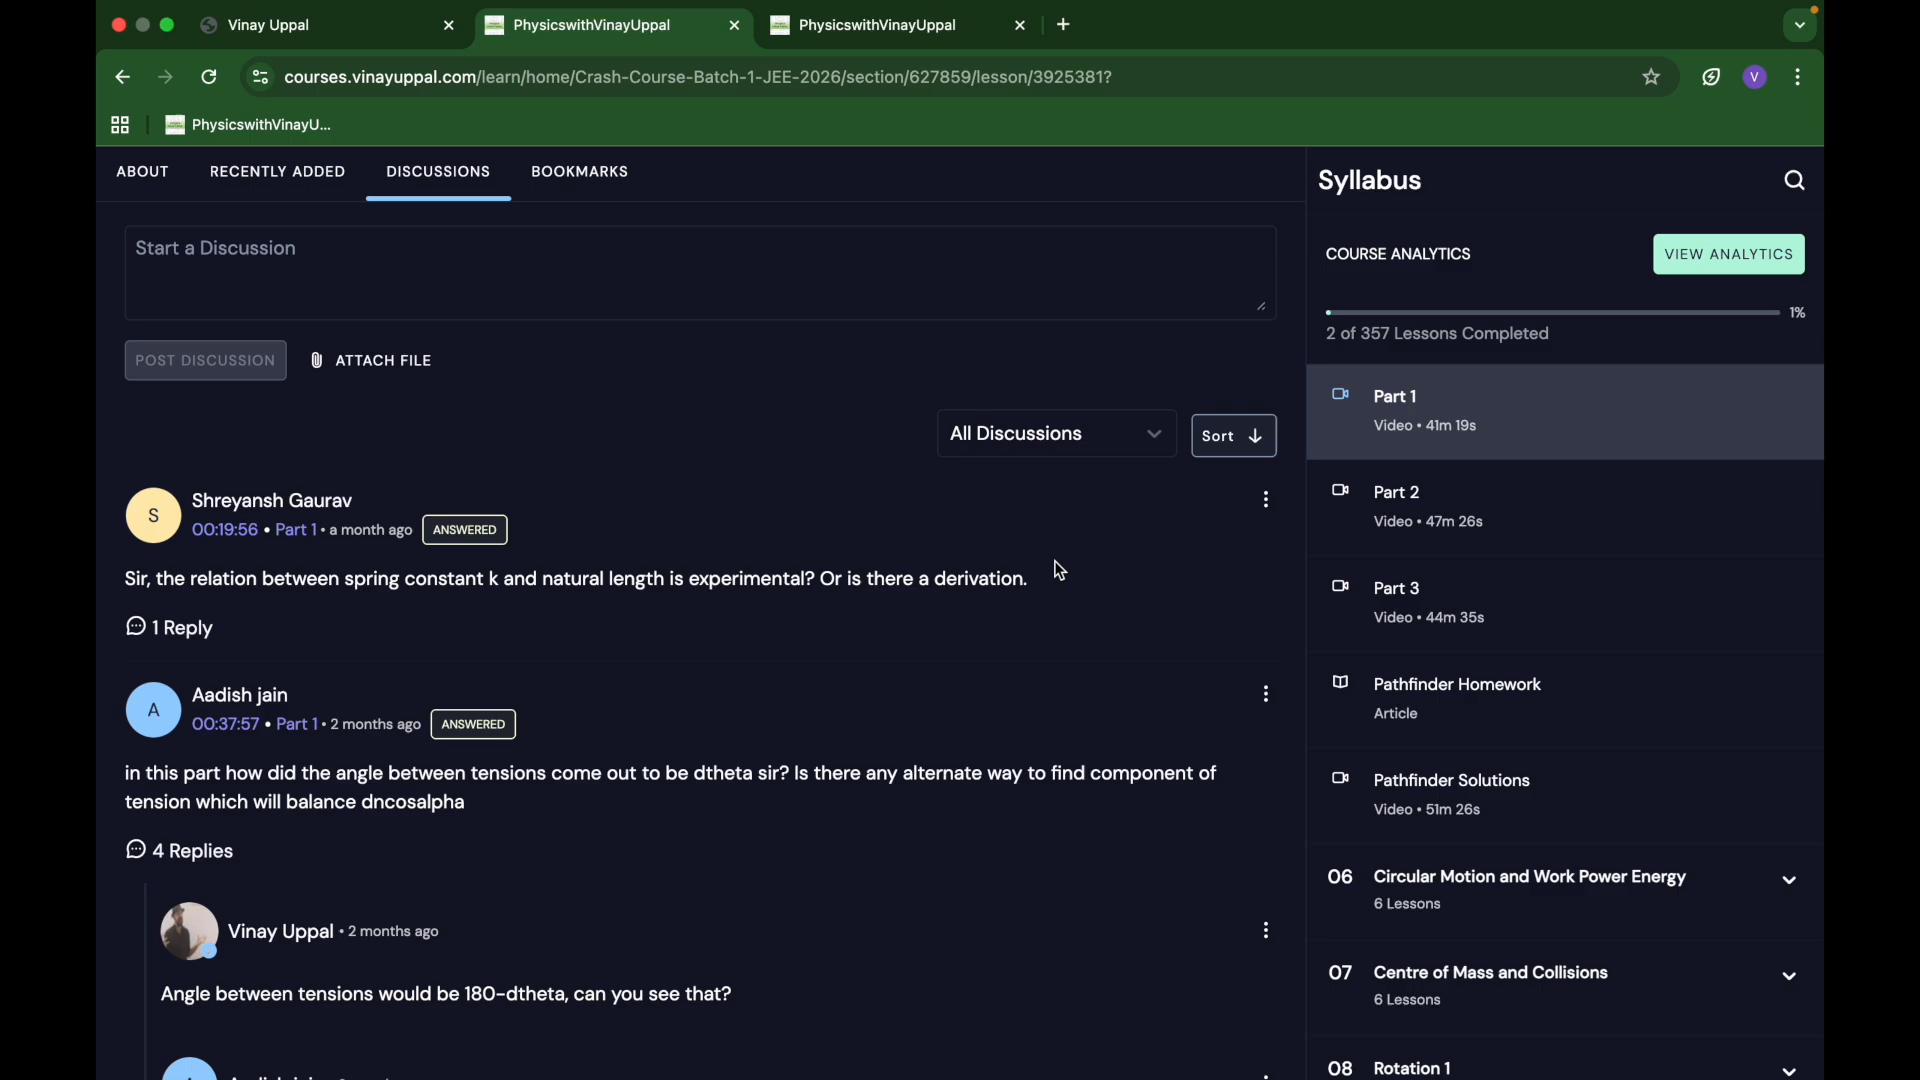 Vinay Uppal
PhysicswithVinayUppal
PhysicswithVinayUppal
courses.vinayuppal.com/learn/home/Crash-Course-Batch-1-JEE-2026/section/627859/lesson/3925381?
V
PhysicswithVinayU...
ABOUT
RECENTLY ADDED
DISCUSSIONS
BOOKMARKS
Start a Discussion
POST DISCUSSION
ATTACH FILE
All Discussions
Sort
S
Shreyansh Gaurav
00:19:56 • Part 1 • a month ago ANSWERED
Sir, the relation between spring constant k and natural length is experimental? Or is there a derivation.
1 Reply
A
Aadish jain
00:37:57 • Part 1 • 2 months ago ANSWERED
in this part how did the angle between tensions come out to be dtheta sir? Is there any alternate way to find component of
tension which will balance dncosalpha
4 Replies
Vinay Uppal • 2 months ago
Angle between tensions would be 180-dtheta, can you see that?
Syllabus
COURSE ANALYTICS
VIEW ANALYTICS
1%
2 of 357 Lessons Completed
Part 1
Video • 41m 19s
Part 2
Video • 47m 26s
Part 3
Video • 44m 35s
Pathfinder Homework
Article
Pathfinder Solutions
Video • 51m 26s
06 Circular Motion and Work Power Energy
6 Lessons
07 Centre of Mass and Collisions
6 Lessons
08 Rotation 1